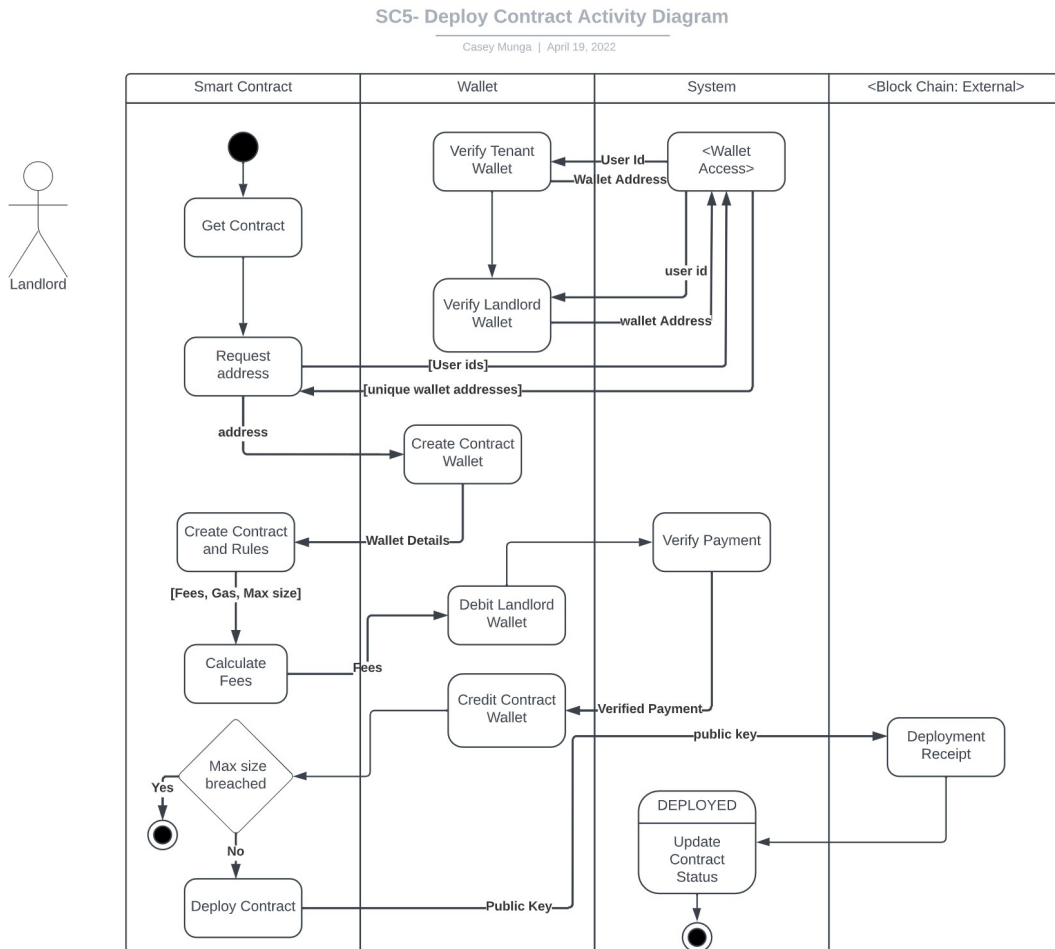 SC5- Deploy Contract Activity Diagram
Casey Munga | April 19, 2022
Smart Contract
Wallet
System
<Block Chain: External>
Landlord
Verify Tenant
Wallet
User Id
Wallet Address
<Wallet
Access>
Get Contract
user id
Verify Landlord
Wallet
wallet Address
Request
address
[User ids]
[unique wallet addresses]
address
Create Contract
Wallet
Create Contract
and Rules
Wallet Details
Verify Payment
[Fees, Gas, Max size]
Debit Landlord
Wallet
Calculate
Fees
Fees
Credit Contract
Wallet
Verified Payment
public key
Deployment
Receipt
Max size
breached
Yes
No
DEPLOYED
Update
Contract
Status
Deploy Contract
Public Key